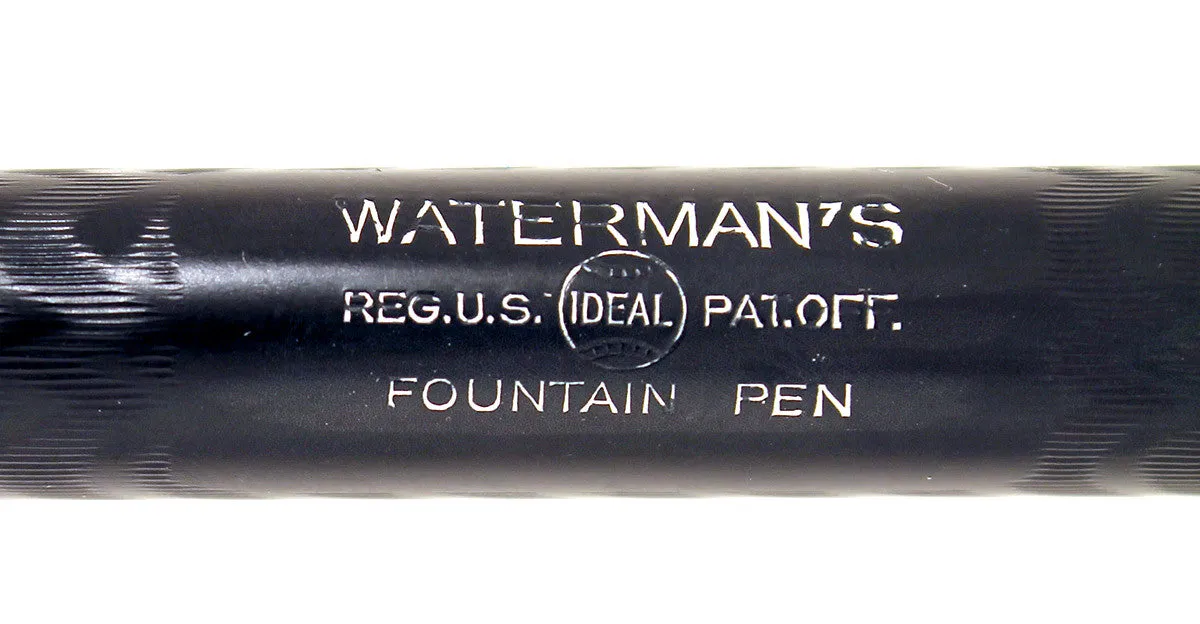 WATERMAN'S
REG.U.S. IDEAL PAT.OFF.
FOUNTAIN PEN